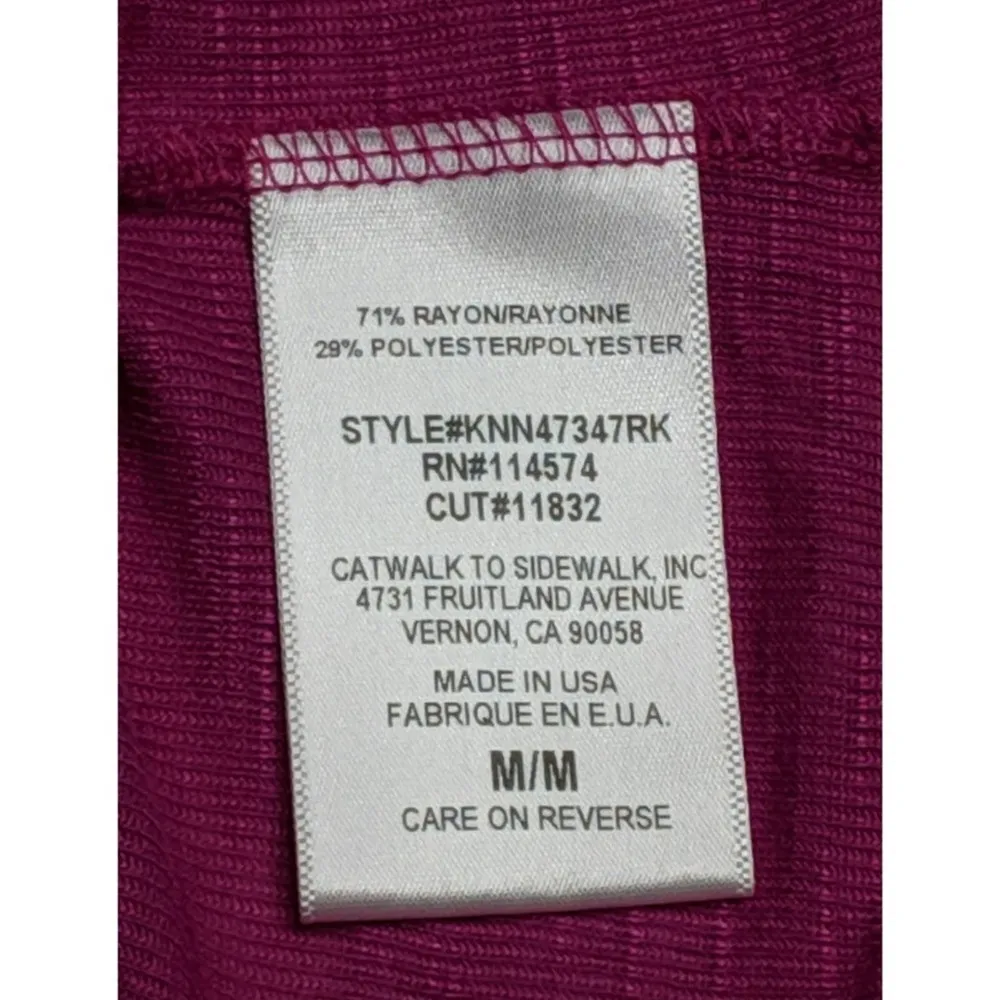 71% RAYON/RAYONNE
29% POLYESTER/POLYESTER
STYLE#KNN47347RK
RN#114574
CUT#11832
CATWALK TO SIDEWALK, INC
4731 FRUITLAND AVENUE
VERNON, CA 90058
MADE IN USA
FABRIQUE EN E.U.A.
M/M
CARE ON REVERSE